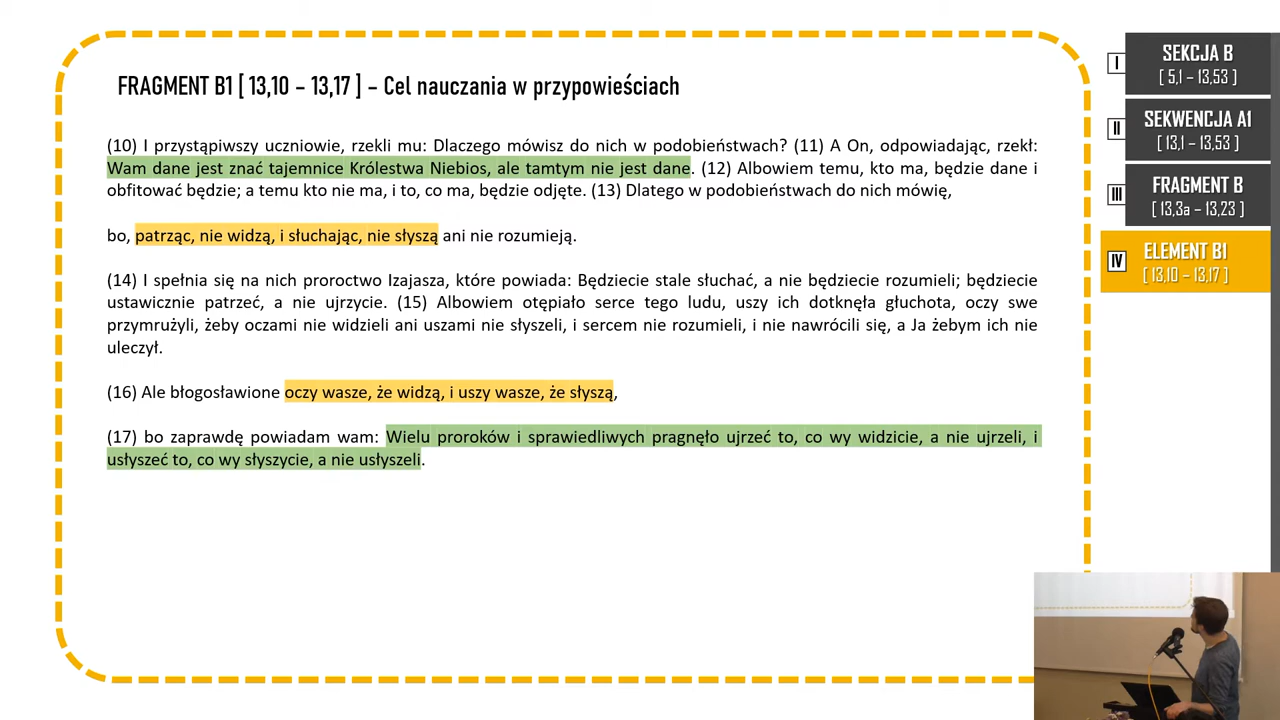 FRAGMENT B1 [ 13,10 – 13,17 ] – Cel nauczania w przypowieściach
(10) I przystąpiwszy uczniowie, rzekli mu: Dlaczego mówisz do nich w podobieństwach? (11) A On, odpowiadając, rzekł:
Wam dane jest znać tajemnice Królestwa Niebios, ale tamtym nie jest dane. (12) Albowiem temu, kto ma, będzie dane i
obfitować będzie; a temu kto nie ma, i to, co ma, będzie odjęte. (13) Dlatego w podobieństwach do nich mówię,
bo, patrząc, nie widzą, i słuchając, nie słyszą ani nie rozumieją.
(14) I spełnia się na nich proroctwo Izajasza, które powiada: Będziecie stale słuchać, a nie będziecie rozumieli; będziecie
ustawicznie patrzeć, a nie ujrzycie. (15) Albowiem otępiało serce tego ludu, uszy ich dotknęła głuchota, oczy swe
przymrużyli, żeby oczami nie widzieli ani uszami nie słyszeli, i sercem nie rozumieli, i nie nawrócili się, a Ja żebym ich nie
uleczył.
(16) Ale błogosławione oczy wasze, że widzą, i uszy wasze, że słyszą,
(17) bo zaprawdę powiadam wam: Wielu proroków i sprawiedliwych pragnęło ujrzeć to, co wy widzicie, a nie ujrzeli, i
usłyszeć to, co wy słyszycie, a nie usłyszeli.
I
SEKCJA B
[ 5,1 – 13,53 ]
II
SEKWENCJA A1
[ 13,1 – 13,53 ]
III
FRAGMENT B
[ 13,3a – 13,23 ]
IV
ELEMENT B1
[ 13,10 – 13,17 ]